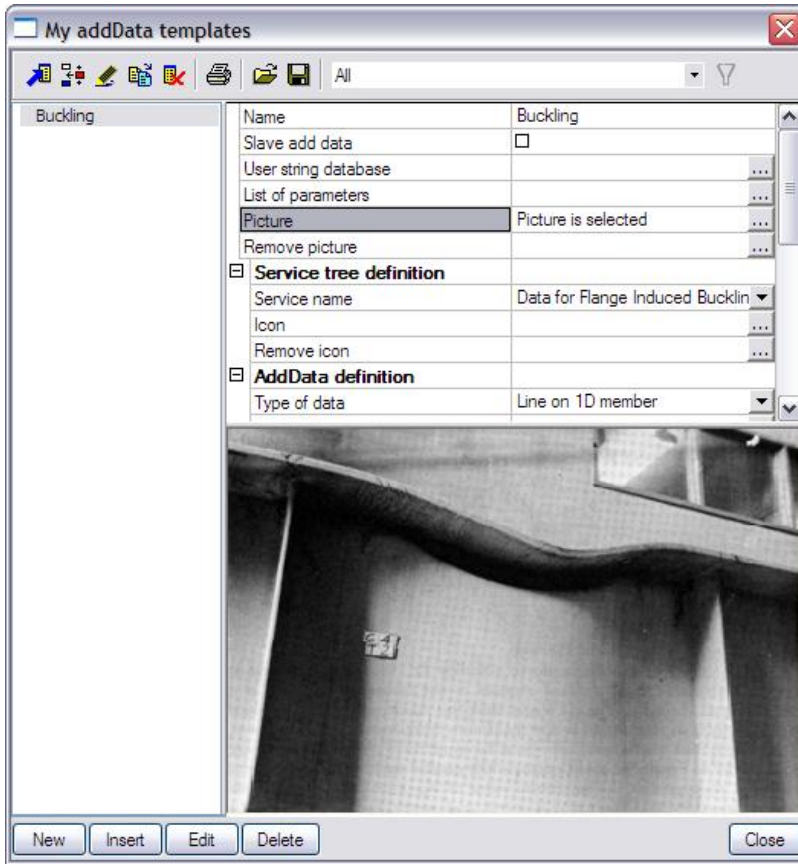 My addData templates
All
Buckling
Name Buckling
Slave add data
User string database ...
List of parameters ...
Picture Picture is selected ...
Remove picture ...
Service tree definition
Service name Data for Flange Induced Bucklin
Icon ...
Remove icon ...
AddData definition
Type of data Line on 1D member
New Insert Edit Delete Close